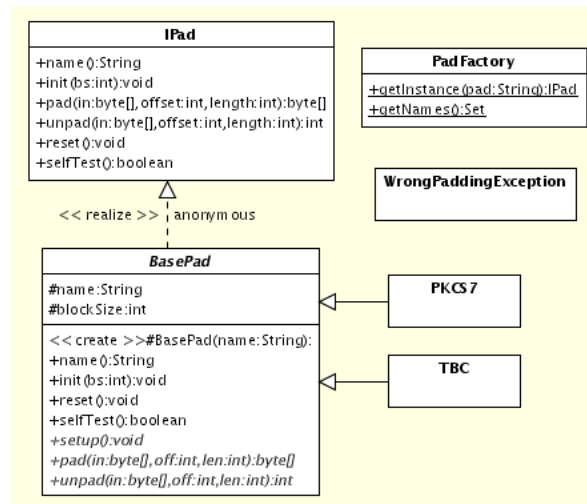 IPad
+name():String
+init(bs:int):void
+pad(in:byte[],offset:int,length:int):byte[]
+unpad(in:byte[],offset:int,length:int):int
+reset():void
+selfTest():boolean
PadFactory
+getInstance(pad:String):IPad
+getNames():Set
WrongPaddingException
<< realize >> anonymous
BasePad
#name:String
#blockSize:int
<< create >>#BasePad(name:String):
+name():String
+init(bs:int):void
+reset():void
+selfTest():boolean
+setup():void
+pad(in:byte[],off:int,len:int):byte[]
+unpad(in:byte[],off:int,len:int):int
PKCS7
TBC